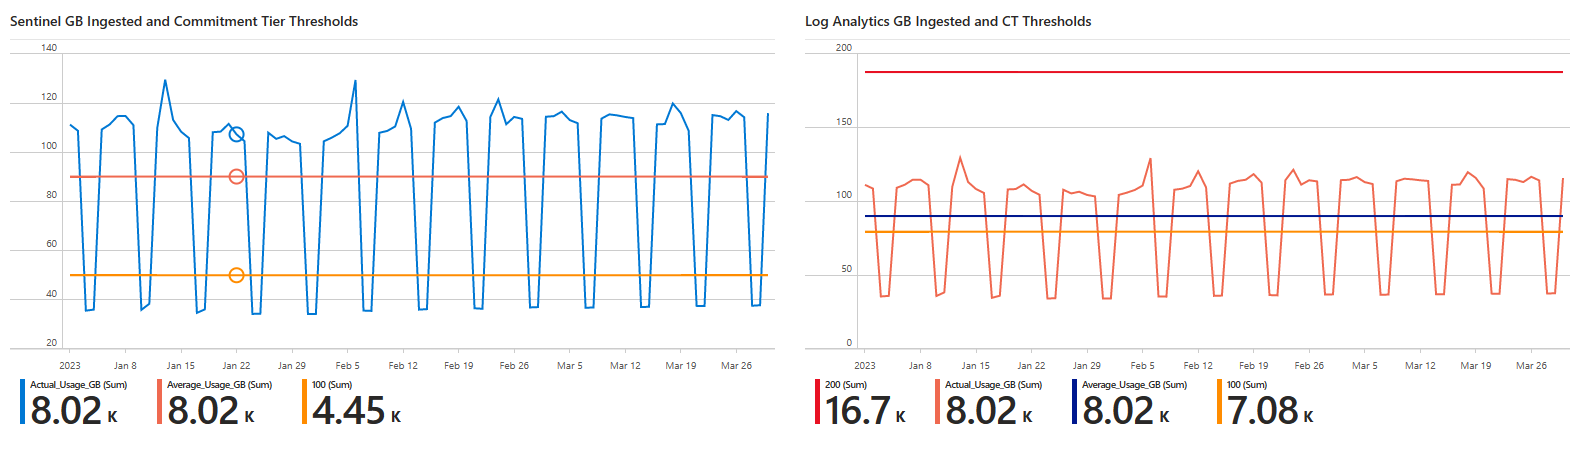 Sentinel GB Ingested and Commitment Tier Thresholds
140
120
100
80
60
40
20
2023 Jan 8 Jan 15 Jan 22 Jan 29 Feb 5 Feb 12 Feb 19 Feb 26 Mar 5 Mar 12 Mar 19 Mar 26
Actual_Usage_GB (Sum) Average_Usage_GB (Sum) 100 (Sum)
8.02 K 8.02 K 4.45 K
Log Analytics GB Ingested and CT Thresholds
200
150
100
50
0
2023 Jan 8 Jan 15 Jan 22 Jan 29 Feb 5 Feb 12 Feb 19 Feb 26 Mar 5 Mar 12 Mar 19 Mar 26
200 (Sum) Actual_Usage_GB (Sum) Average_Usage_GB (Sum) 100 (Sum)
16.7 K 8.02 K 8.02 K 7.08 K